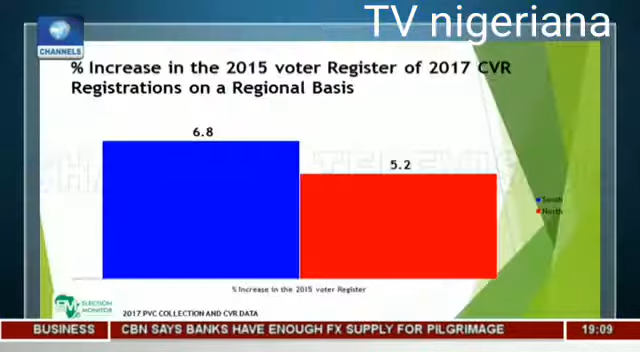 TV nigeriana
CHANNELS
% Increase in the 2015 voter Register of 2017 CVR
Registrations on a Regional Basis
6.8
5.2
South
North
% Increase in the 2015 voter Register
ELECTION
MONITOR
2017 PVC COLLECTION AND CVR DATA
BUSINESS CBN SAYS BANKS HAVE ENOUGH FX SUPPLY FOR PILGRIMAGE 19:09